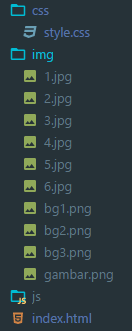 css
style.css
img
1.jpg
2.jpg
3.jpg
4.jpg
5.jpg
6.jpg
bg1.png
bg2.png
bg3.png
gambar.png
js
index.html